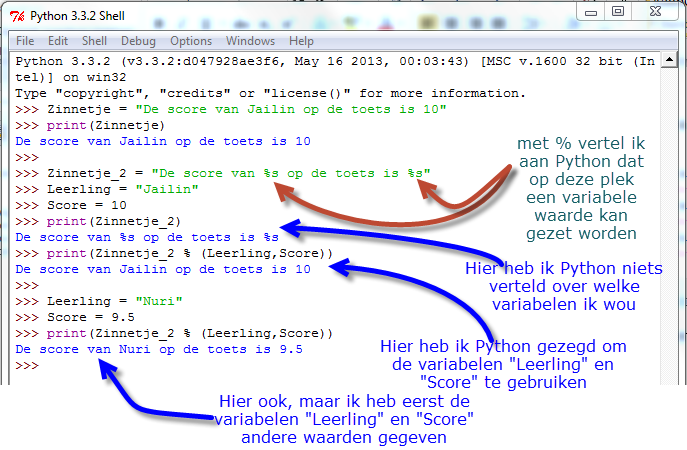 Python 3.3.2 Shell
File Edit Shell Debug Options Windows Help
Python 3.3.2 (v3.3.2:d047928ae3f6, May 16 2013, 00:03:43) [MSC v.1600 32 bit (In
tel)] on win32
Type "copyright", "credits" or "license()" for more information.
>>> Zinnetje = "De score van Jailin op de toets is 10"
>>> print(Zinnetje)
De score van Jailin op de toets is 10
>>>
>>> Zinnetje_2 = "De score van %s op de toets is %s"
>>> Leerling = "Jailin"
>>> Score = 10
>>> print(Zinnetje_2)
De score van %s op de toets is %s
>>> print(Zinnetje_2 % (Leerling,Score))
De score van Jailin op de toets is 10
>>>
>>> Leerling = "Nuri"
>>> Score = 9.5
>>> print(Zinnetje_2 % (Leerling,Score))
De score van Nuri op de toets is 9.5
>>>
met % vertel ik
aan Python dat
op deze plek
een variabele
waarde kan
gezet worden
Hier heb ik Python niets
verteld over welke
variabelen ik wou
Hier heb ik Python gezegd om
de variabelen "Leerling" en
"Score" te gebruiken
Hier ook, maar ik heb eerst de
variabelen "Leerling" en "Score"
andere waarden gegeven